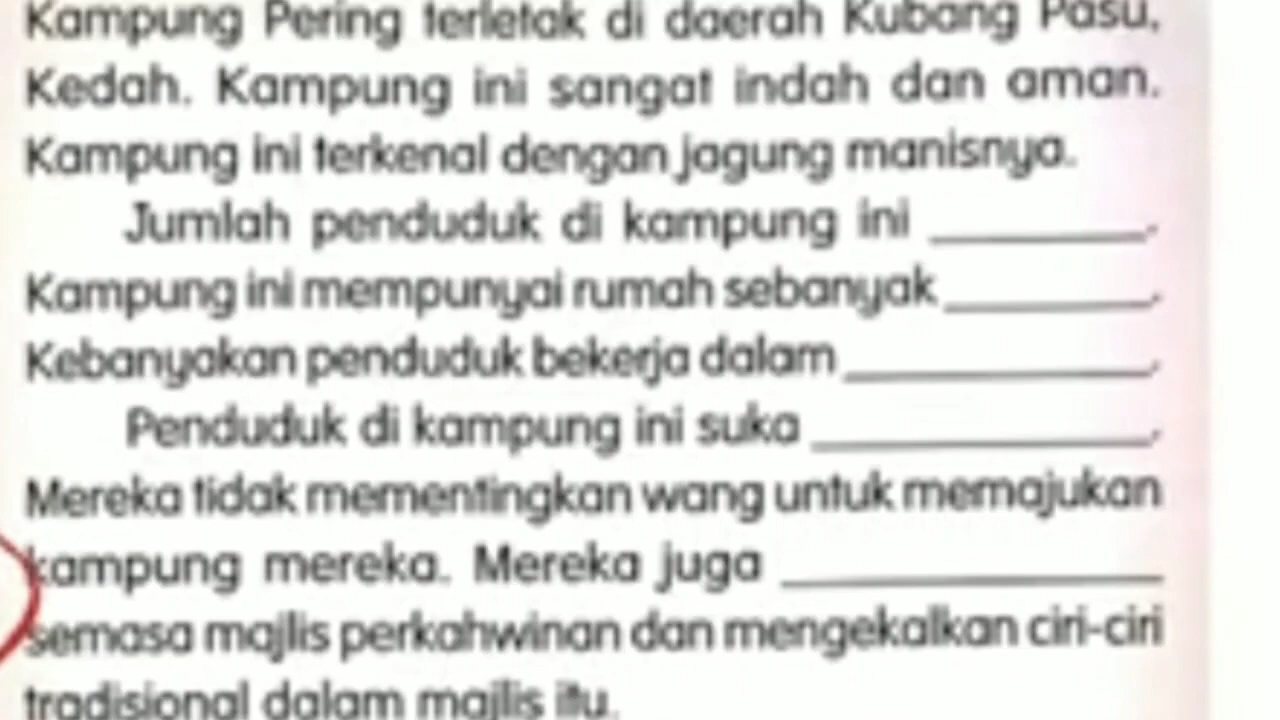 Kampung Pering terletak di daerah Kubang Pasu,
Kedah. Kampung ini sangat indah dan aman.
Kampung ini terkenal dengan jagung manisnya.
Jumlah penduduk di kampung ini ________.
Kampung ini mempunyai rumah sebanyak ________.
Kebanyakan penduduk bekerja dalam ____________.
Penduduk di kampung ini suka _____________.
Mereka tidak mementingkan wang untuk memajukan
kampung mereka. Mereka juga ______________
semasa majlis perkahwinan dan mengekalkan ciri-ciri
tradisional dalam majlis itu.